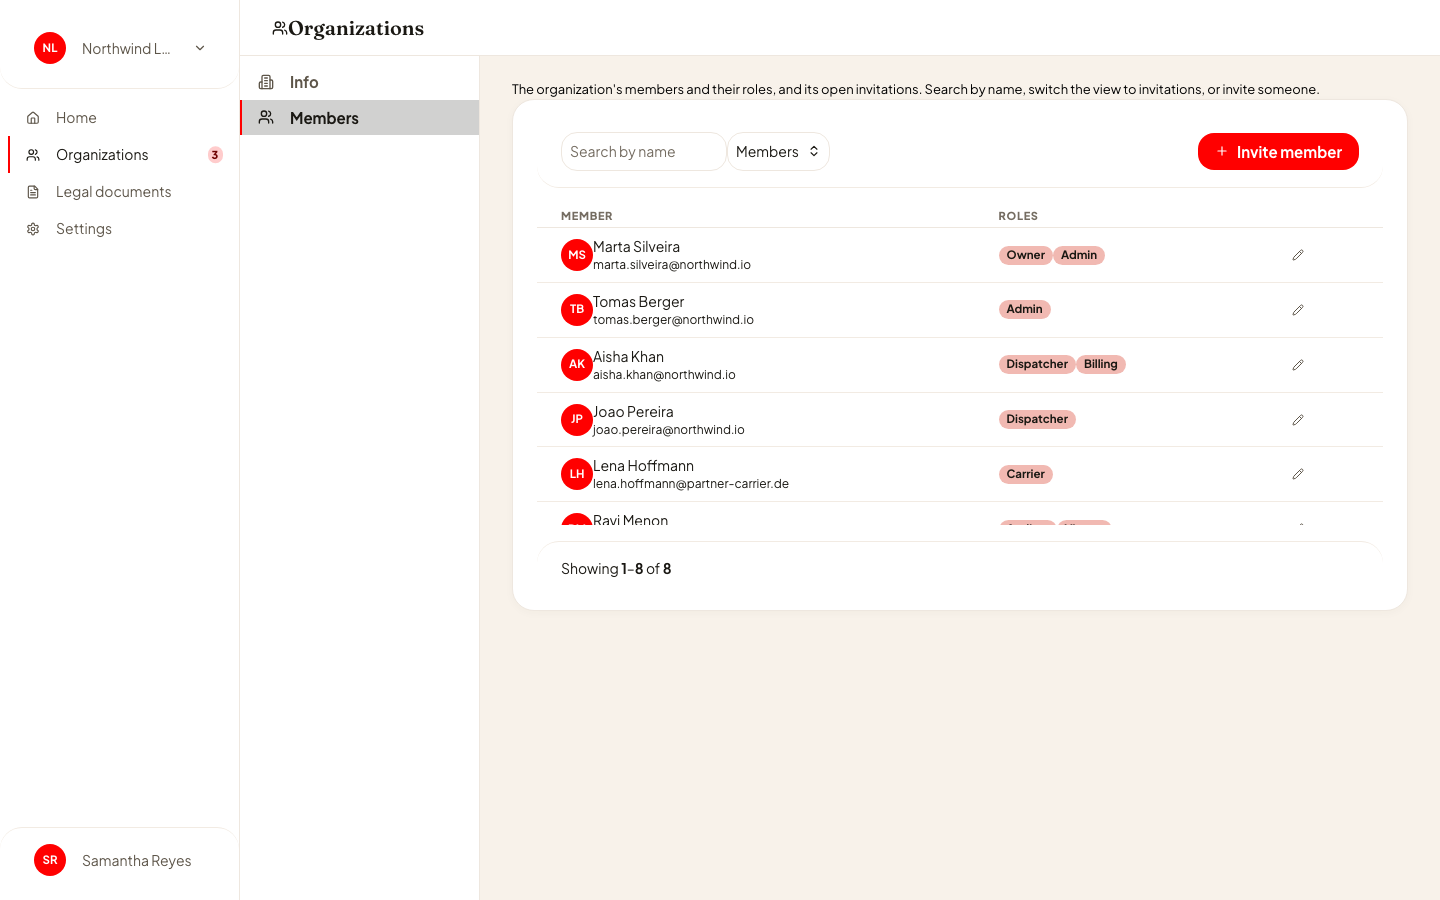 NL Northwind L...
Home
Organizations 3
Legal documents
Settings
SR Samantha Reyes
Organizations
Info
Members
The organization's members and their roles, and its open invitations. Search by name, switch the view to invitations, or invite someone.
Search by name Members Invite member
MEMBER ROLES
MS Marta Silveira Owner Admin
marta.silveira@northwind.io
TB Tomas Berger Admin
tomas.berger@northwind.io
AK Aisha Khan Dispatcher Billing
aisha.khan@northwind.io
JP Joao Pereira Dispatcher
joao.pereira@northwind.io
LH Lena Hoffmann Carrier
lena.hoffmann@partner-carrier.de
Ravi Menon
Showing 1–8 of 8